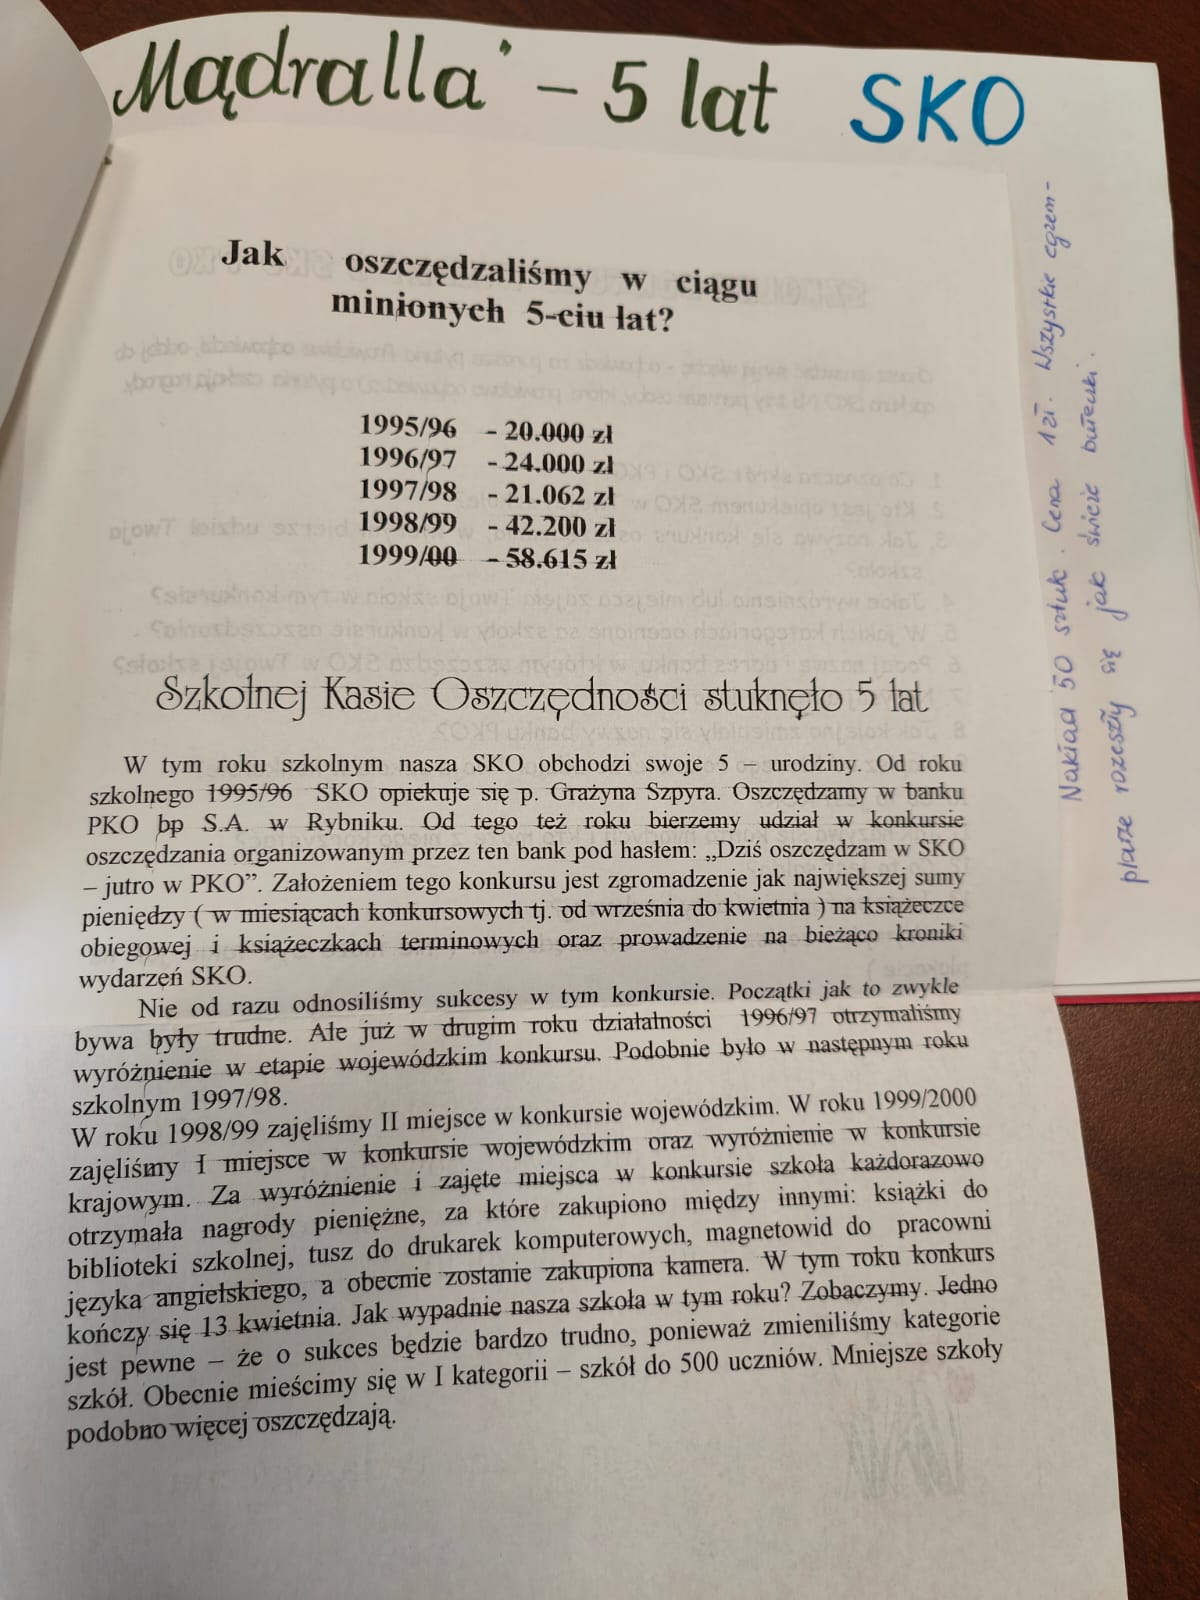 „Mądralla" – 5 lat SKO
Jak oszczędzaliśmy w ciągu
minionych 5-ciu lat?
1995/96 - 20.000 zł
1996/97 - 24.000 zł
1997/98 - 21.062 zł
1998/99 - 42.200 zł
1999/00 - 58.615 zł
Szkolnej Kasie Oszczędności stuknęło 5 lat
W tym roku szkolnym nasza SKO obchodzi swoje 5 – urodziny. Od roku
szkolnego 1995/96 SKO opiekuje się p. Grażyna Szpyra. Oszczędzamy w banku
PKO bp S.A. w Rybniku. Od tego też roku bierzemy udział w konkursie
oszczędzania organizowanym przez ten bank pod hasłem: „Dziś oszczędzam w SKO
– jutro w PKO”. Założeniem tego konkursu jest zgromadzenie jak największej sumy
pieniędzy ( w miesiącach konkursowych tj. od września do kwietnia ) na książeczce
obiegowej i książeczkach terminowych oraz prowadzenie na bieżąco kroniki
wydarzeń SKO.
Nie od razu odnosiliśmy sukcesy w tym konkursie. Początki jak to zwykle
bywa były trudne. Ale już w drugim roku działalności 1996/97 otrzymaliśmy
wyróżnienie w etapie wojewódzkim konkursu. Podobnie było w następnym roku
szkolnym 1997/98.
W roku 1998/99 zajęliśmy II miejsce w konkursie wojewódzkim. W roku 1999/2000
zajęliśmy I miejsce w konkursie wojewódzkim oraz wyróżnienie w konkursie
krajowym. Za wyróżnienie i zajęte miejsca w konkursie szkoła każdorazowo
otrzymała nagrody pieniężne, za które zakupiono między innymi: książki do
biblioteki szkolnej, tusz do drukarek komputerowych, magnetowid do pracowni
języka angielskiego, a obecnie zostanie zakupiona kamera. W tym roku konkurs
kończy się 13 kwietnia. Jak wypadnie nasza szkoła w tym roku? Zobaczymy. Jedno
jest pewne – że o sukces będzie bardzo trudno, ponieważ zmieniliśmy kategorie
szkół. Obecnie mieścimy się w I kategorii – szkół do 500 uczniów. Mniejsze szkoły
podobno więcej oszczędzają.
Nakład 50 sztuk. Cena 1 zł. Wszystkie egzem-
plarze rozeszły się jak świeże bułeczki.